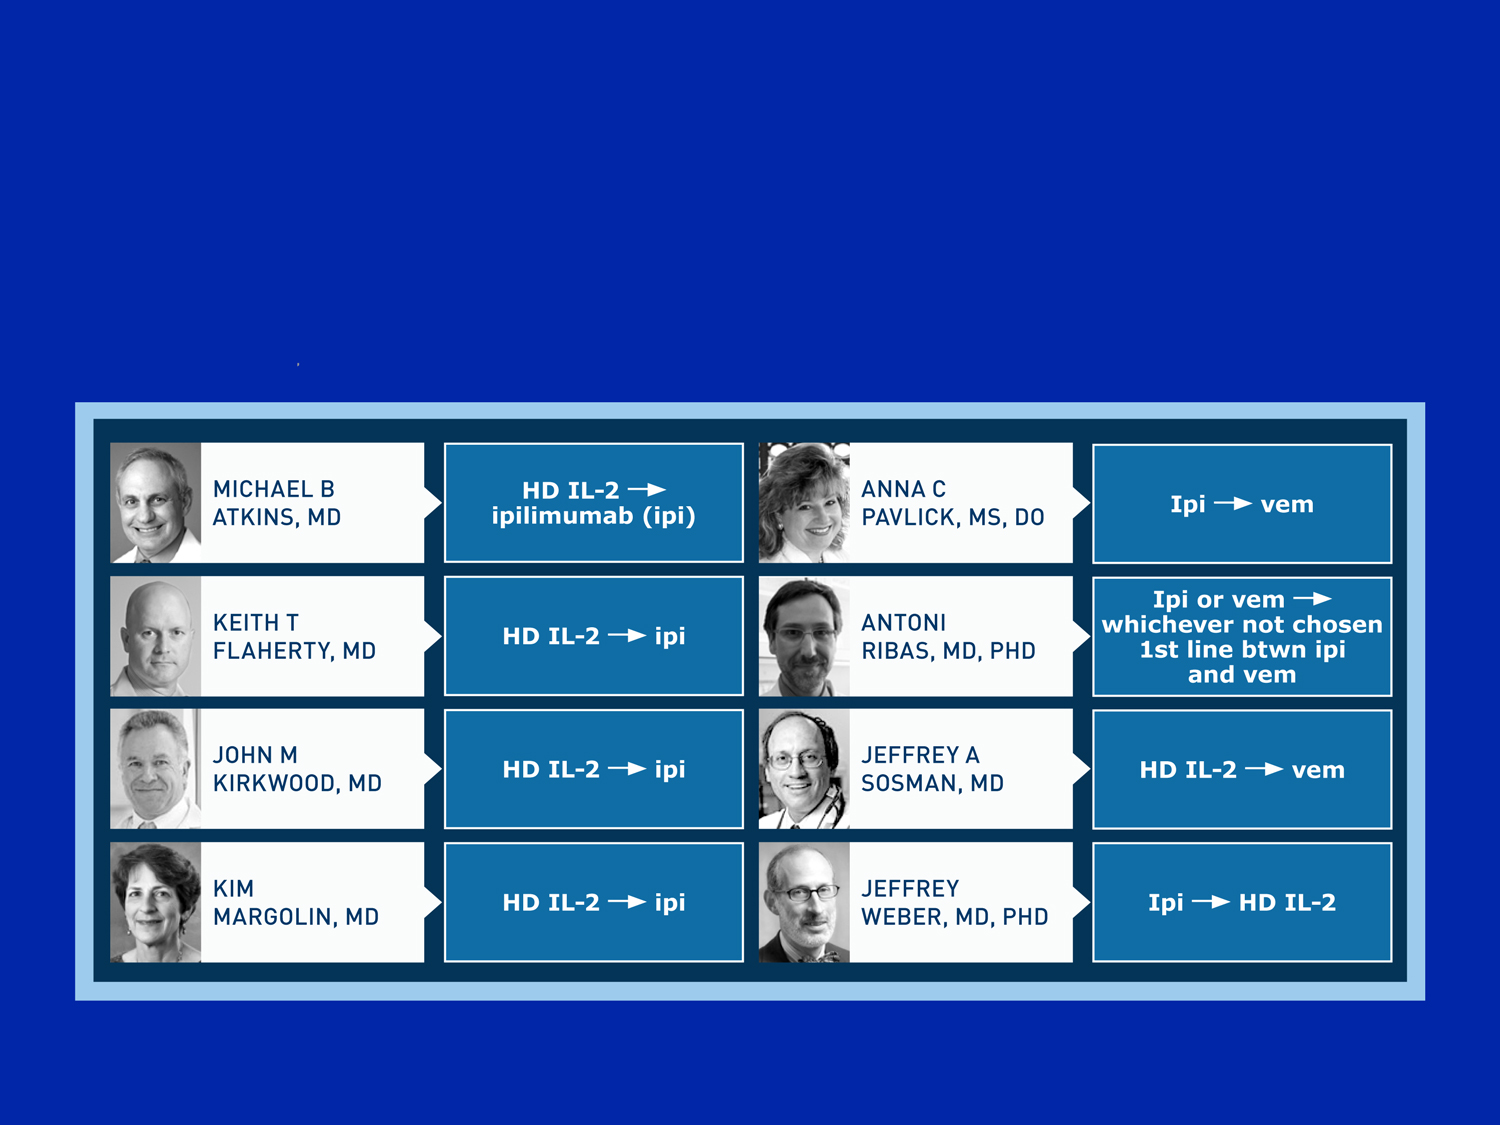 MICHAEL B
ATKINS, MD
HD IL-2 →
ipilimumab (ipi)
ANNA C
PAVLICK, MS, DO
Ipi → vem
KEITH T
FLAHERTY, MD
HD IL-2 → ipi
ANTONI
RIBAS, MD, PHD
Ipi or vem →
whichever not chosen
1st line btwn ipi
and vem
JOHN M
KIRKWOOD, MD
HD IL-2 → ipi
JEFFREY A
SOSMAN, MD
HD IL-2 → vem
KIM
MARGOLIN, MD
HD IL-2 → ipi
JEFFREY
WEBER, MD, PHD
Ipi → HD IL-2